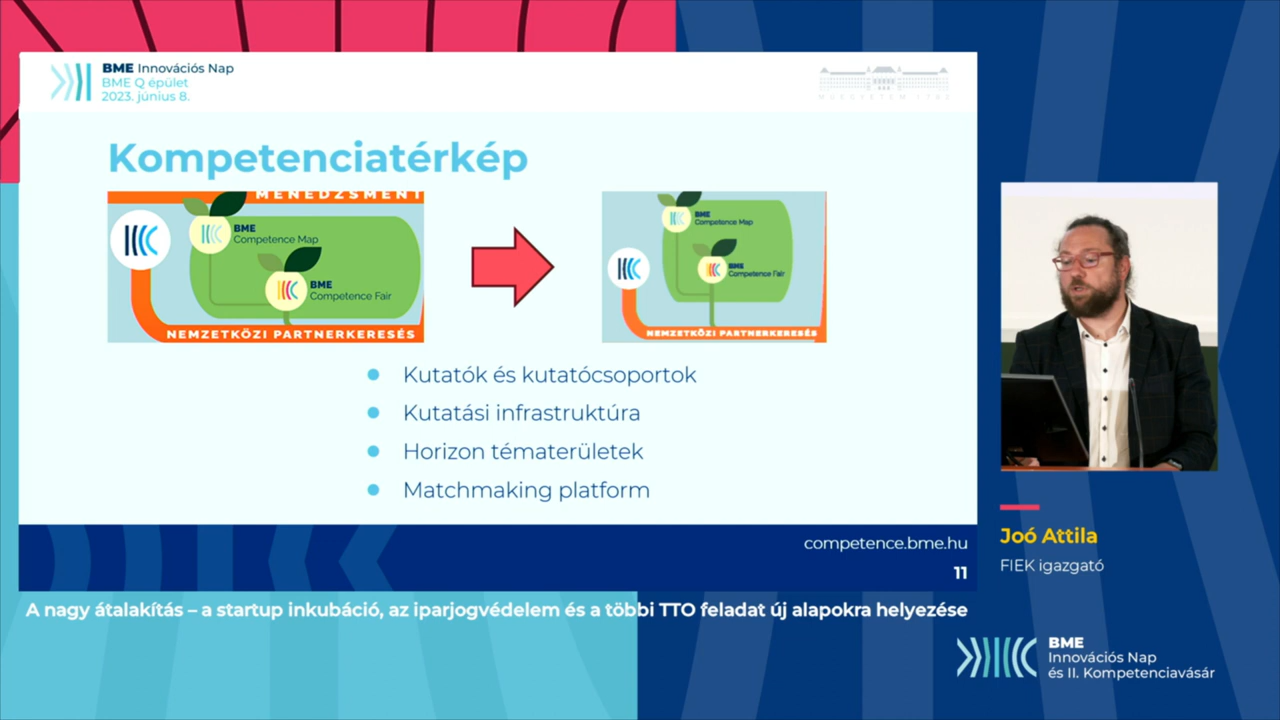 BME Innovációs Nap
BME Q épület
2023. június 8.
MŰEGYETEM 1782
Kompetenciatérkép
MENEDZSMENT
BME
Competence Map
BME
Competence Fair
NEMZETKÖZI PARTNERKERESÉS
BME
Competence Map
BME
Competence Fair
NEMZETKÖZI PARTNERKERESÉS
Kutatók és kutatócsoportok
Kutatási infrastruktúra
Horizon tématerületek
Matchmaking platform
competence.bme.hu
11
Joó Attila
FIEK igazgató
A nagy átalakítás – a startup inkubáció, az iparjogvédelem és a többi TTO feladat új alapokra helyezése
BME
Innovációs Nap
és II. Kompetenciavásár